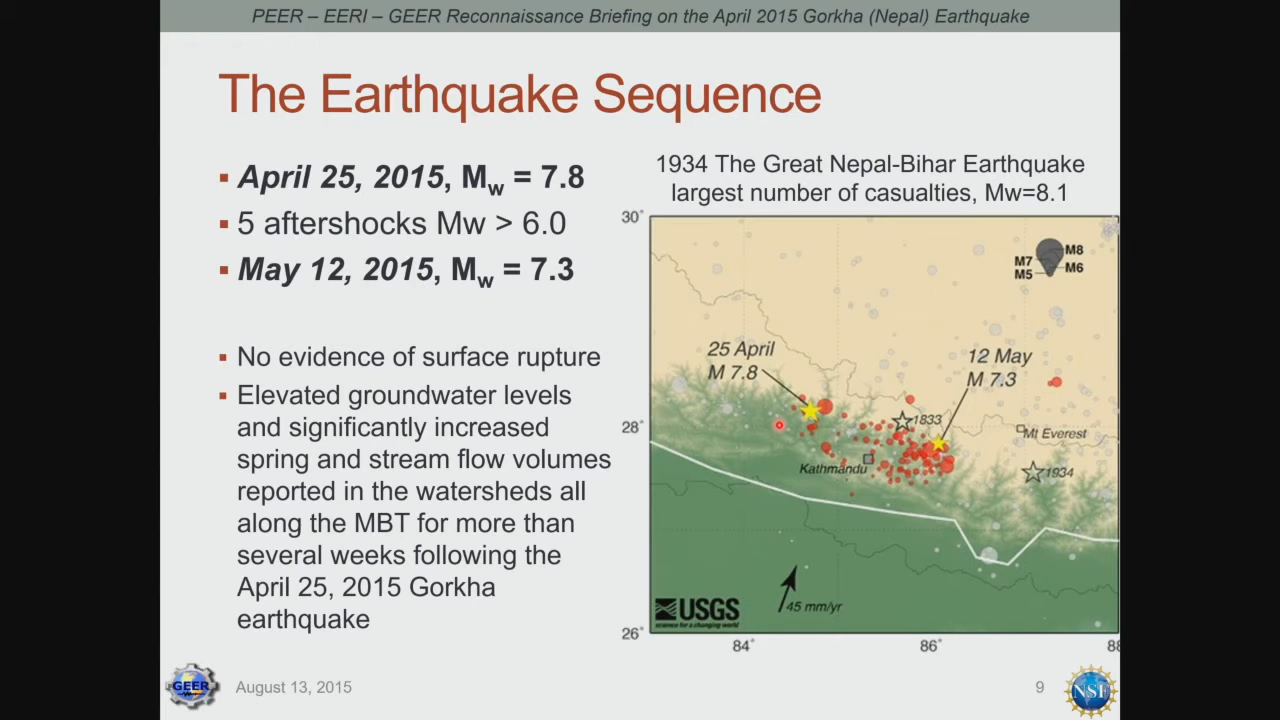 PEER – EERI – GEER Reconnaissance Briefing on the April 2015 Gorkha (Nepal) Earthquake
The Earthquake Sequence
▪ April 25, 2015, Mw = 7.8
▪ 5 aftershocks Mw > 6.0
▪ May 12, 2015, Mw = 7.3
▪ No evidence of surface rupture
▪ Elevated groundwater levels
and significantly increased
spring and stream flow volumes
reported in the watersheds all
along the MBT for more than
several weeks following the
April 25, 2015 Gorkha
earthquake
1934 The Great Nepal-Bihar Earthquake
largest number of casualties, Mw=8.1
30°
M8
M7
M6
M5
25 April
M 7.8
12 May
M 7.3
28°
1833
Mt Everest
Kathmandu
1934
45 mm/yr
USGS
science for a changing world
26°
84°
86°
88
GEER
August 13, 2015
9
NSF